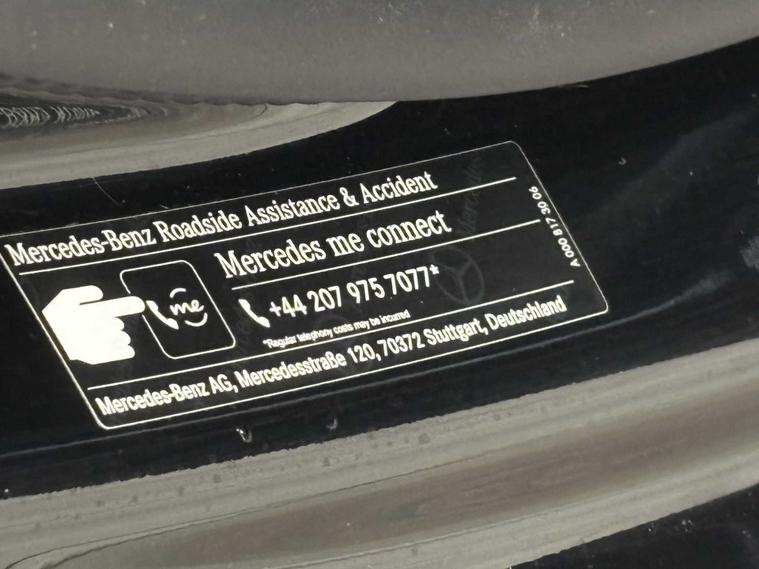 Mercedes-Benz Roadside Assistance & Accident
Mercedes me connect
me
+44 207 975 7077*
*Regular telephony costs may be incurred
Mercedes-Benz AG, Mercedesstraße 120, 70372 Stuttgart, Deutschland
A 000 817 30 06